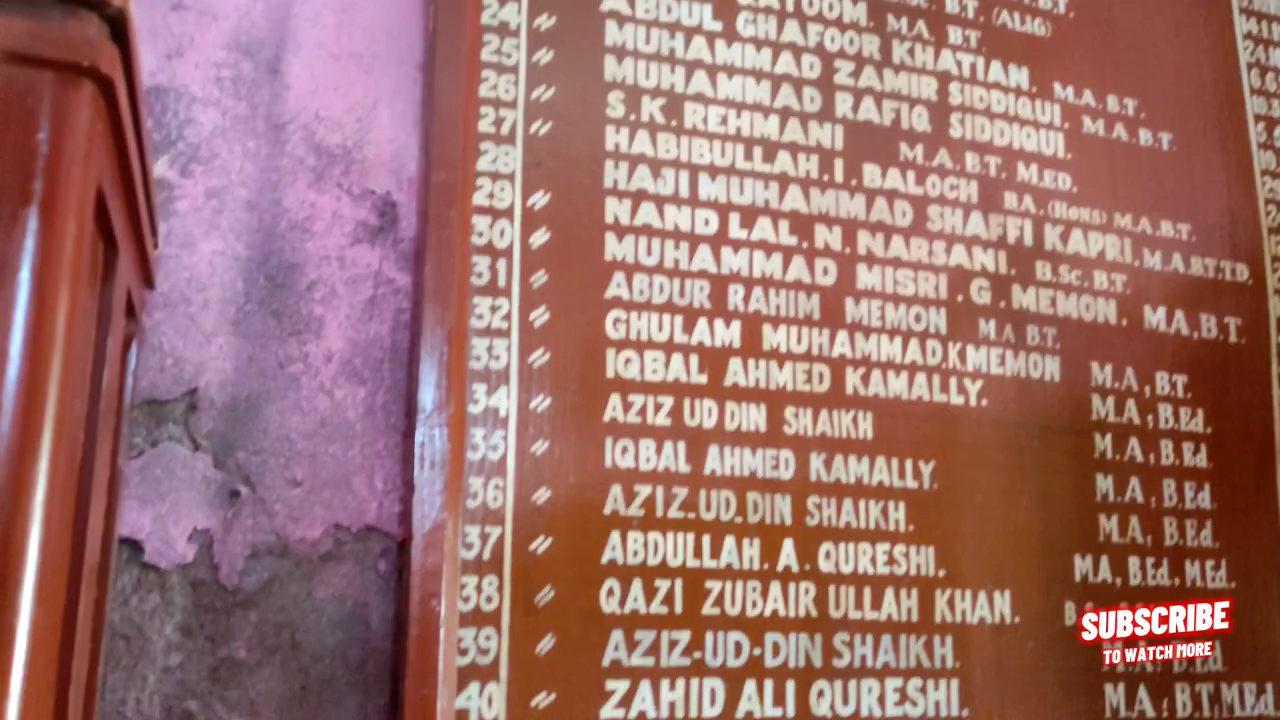 QAYOOM. M.A. B.T.
B.T. (ALIG)
ABDUL GHAFOOR KHATIAN. M.A.B.T.
24 〃 MUHAMMAD ZAMIR SIDDIQUI. M.A.B.T.
25 〃 MUHAMMAD RAFIQ SIDDIQUI.
26 〃 S.K.REHMANI M.A.B.T. M.ED.
27 〃 HABIBULLAH.I.BALOCH BA.(HONS) M.A.B.T.
28 HAJI MUHAMMAD SHAFFI KAPRI.M.A.BT.TD.
29 〃 NAND LAL.N.NARSANI. B.Sc.B.T.
30 〃 MUHAMMAD MISRI.G.MEMON. M.A,B.T.
31 〃 ABDUR RAHIM MEMON M.A B.T.
32 〃 GHULAM MUHAMMAD.K.MEMON M.A,B.T.
33 〃 IQBAL AHMED KAMALLY. M.A;B.Ed.
34 〃 AZIZ UD DIN SHAIKH M.A;B.Ed
35 〃 IQBAL AHMED KAMALLY. M.A;B.Ed.
36 〃 AZIZ.UD.DIN SHAIKH. M.A, B.Ed.
37 〃 ABDULLAH.A.QURESHI. M.A, B.Ed., M.Ed.
38 〃 QAZI ZUBAIR ULLAH KHAN.
39 〃 AZIZ-UD-DIN SHAIKH. M.A. B.Ed
40 〃 ZAHID ALI QURESHI. M.A; B.T,M.Ed.
SUBSCRIBE
TO WATCH MORE